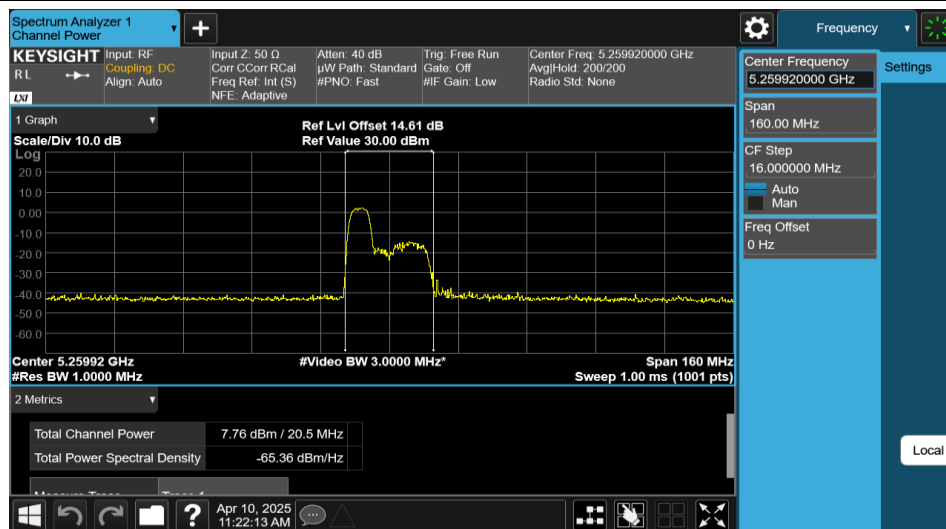 Spectrum Analyzer 1
Channel Power
Frequency
KEYSIGHT
R L
LXI
Input: RF
Coupling: DC
Align: Auto
Input Z: 50 Ω
Corr CCorr RCal
Freq Ref: Int (S)
NFE: Adaptive
Atten: 40 dB
µW Path: Standard
#PNO: Fast
Trig: Free Run
Gate: Off
#IF Gain: Low
Center Freq: 5.259920000 GHz
Avg|Hold: 200/200
Radio Std: None
Center Frequency
5.259920000 GHz
Settings
Span
160.00 MHz
CF Step
16.000000 MHz
Auto
Man
Freq Offset
0 Hz
Local
1 Graph
Scale/Div 10.0 dB
Ref Lvl Offset 14.61 dB
Ref Value 30.00 dBm
Log
20.0
10.0
0.00
-10.0
-20.0
-30.0
-40.0
-50.0
-60.0
Center 5.25992 GHz
#Video BW 3.0000 MHz*
Span 160 MHz
#Res BW 1.0000 MHz
Sweep 1.00 ms (1001 pts)
2 Metrics
Total Channel Power 7.76 dBm / 20.5 MHz
Total Power Spectral Density -65.36 dBm/Hz
Apr 10, 2025
11:22:13 AM